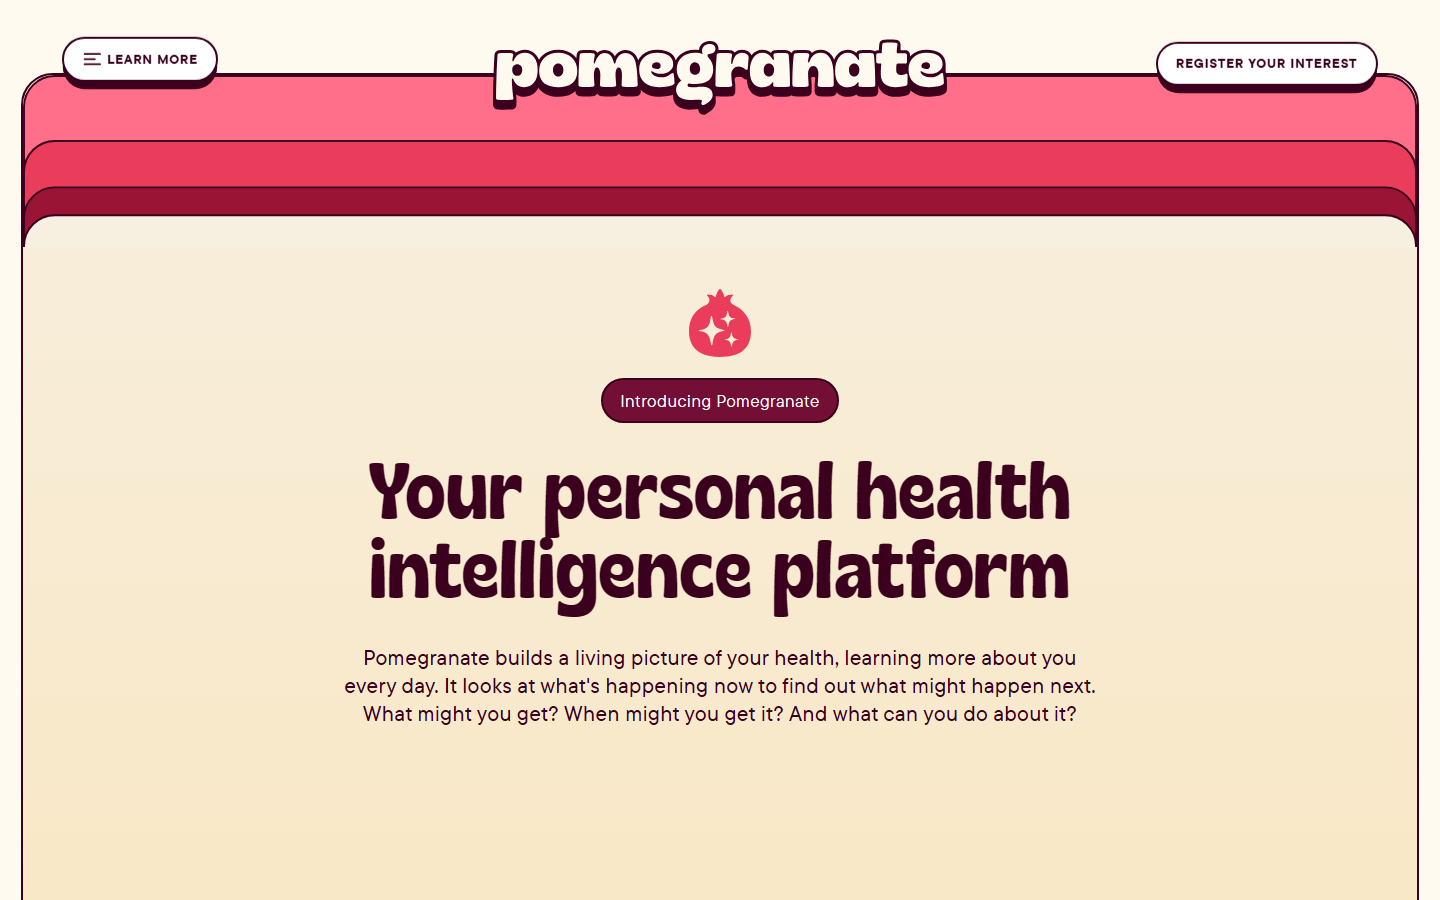 LEARN MORE
pomegranate
REGISTER YOUR INTEREST
Introducing Pomegranate
Your personal health
intelligence platform
Pomegranate builds a living picture of your health, learning more about you
every day. It looks at what's happening now to find out what might happen next.
What might you get? When might you get it? And what can you do about it?